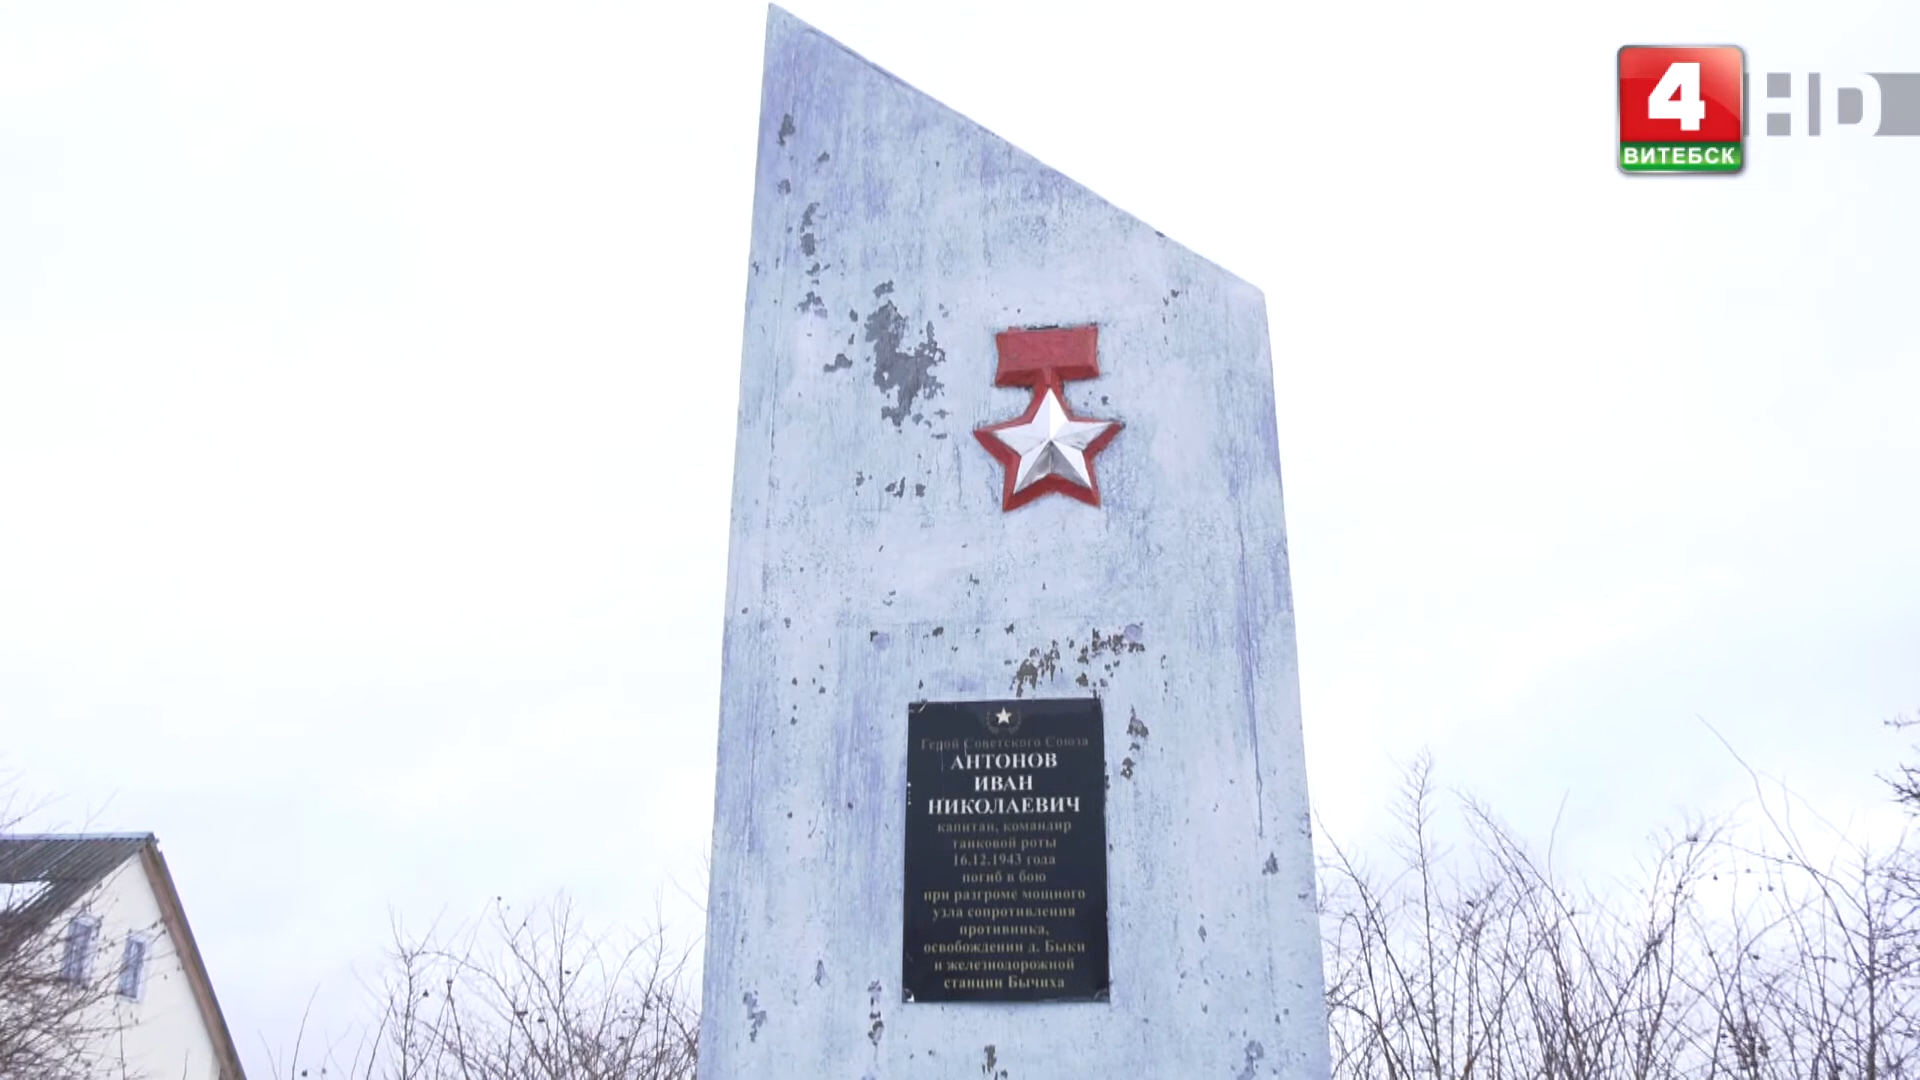 4 HD
ВИТЕБСК
Герой Советского Союза
АНТОНОВ
ИВАН
НИКОЛАЕВИЧ
капитан, командир
танковой роты
16.12.1943 года
погиб в бою
при разгроме мощного
узла сопротивления
противника,
освобождении д. Быки
и железнодорожной
станции Бычиха